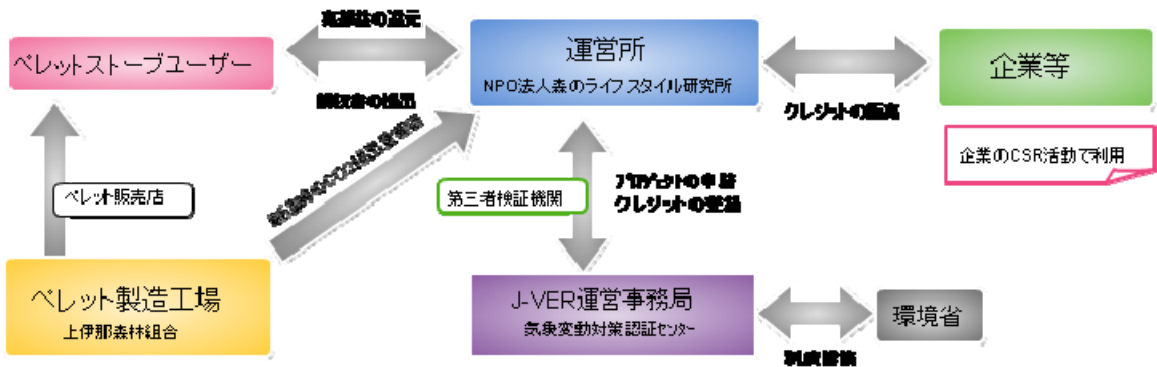 ペレットストーブユーザー
運営所
NPO法人森のライフスタイル研究所
企業等
クレジットの販売
企業のCSR活動で利用
ペレット販売店
第三者検証機関
プロジェクトの申請
クレジットの登録
ペレット製造工場
上伊那森林組合
J-VER運営事務局
気象変動対策認証センター
環境省